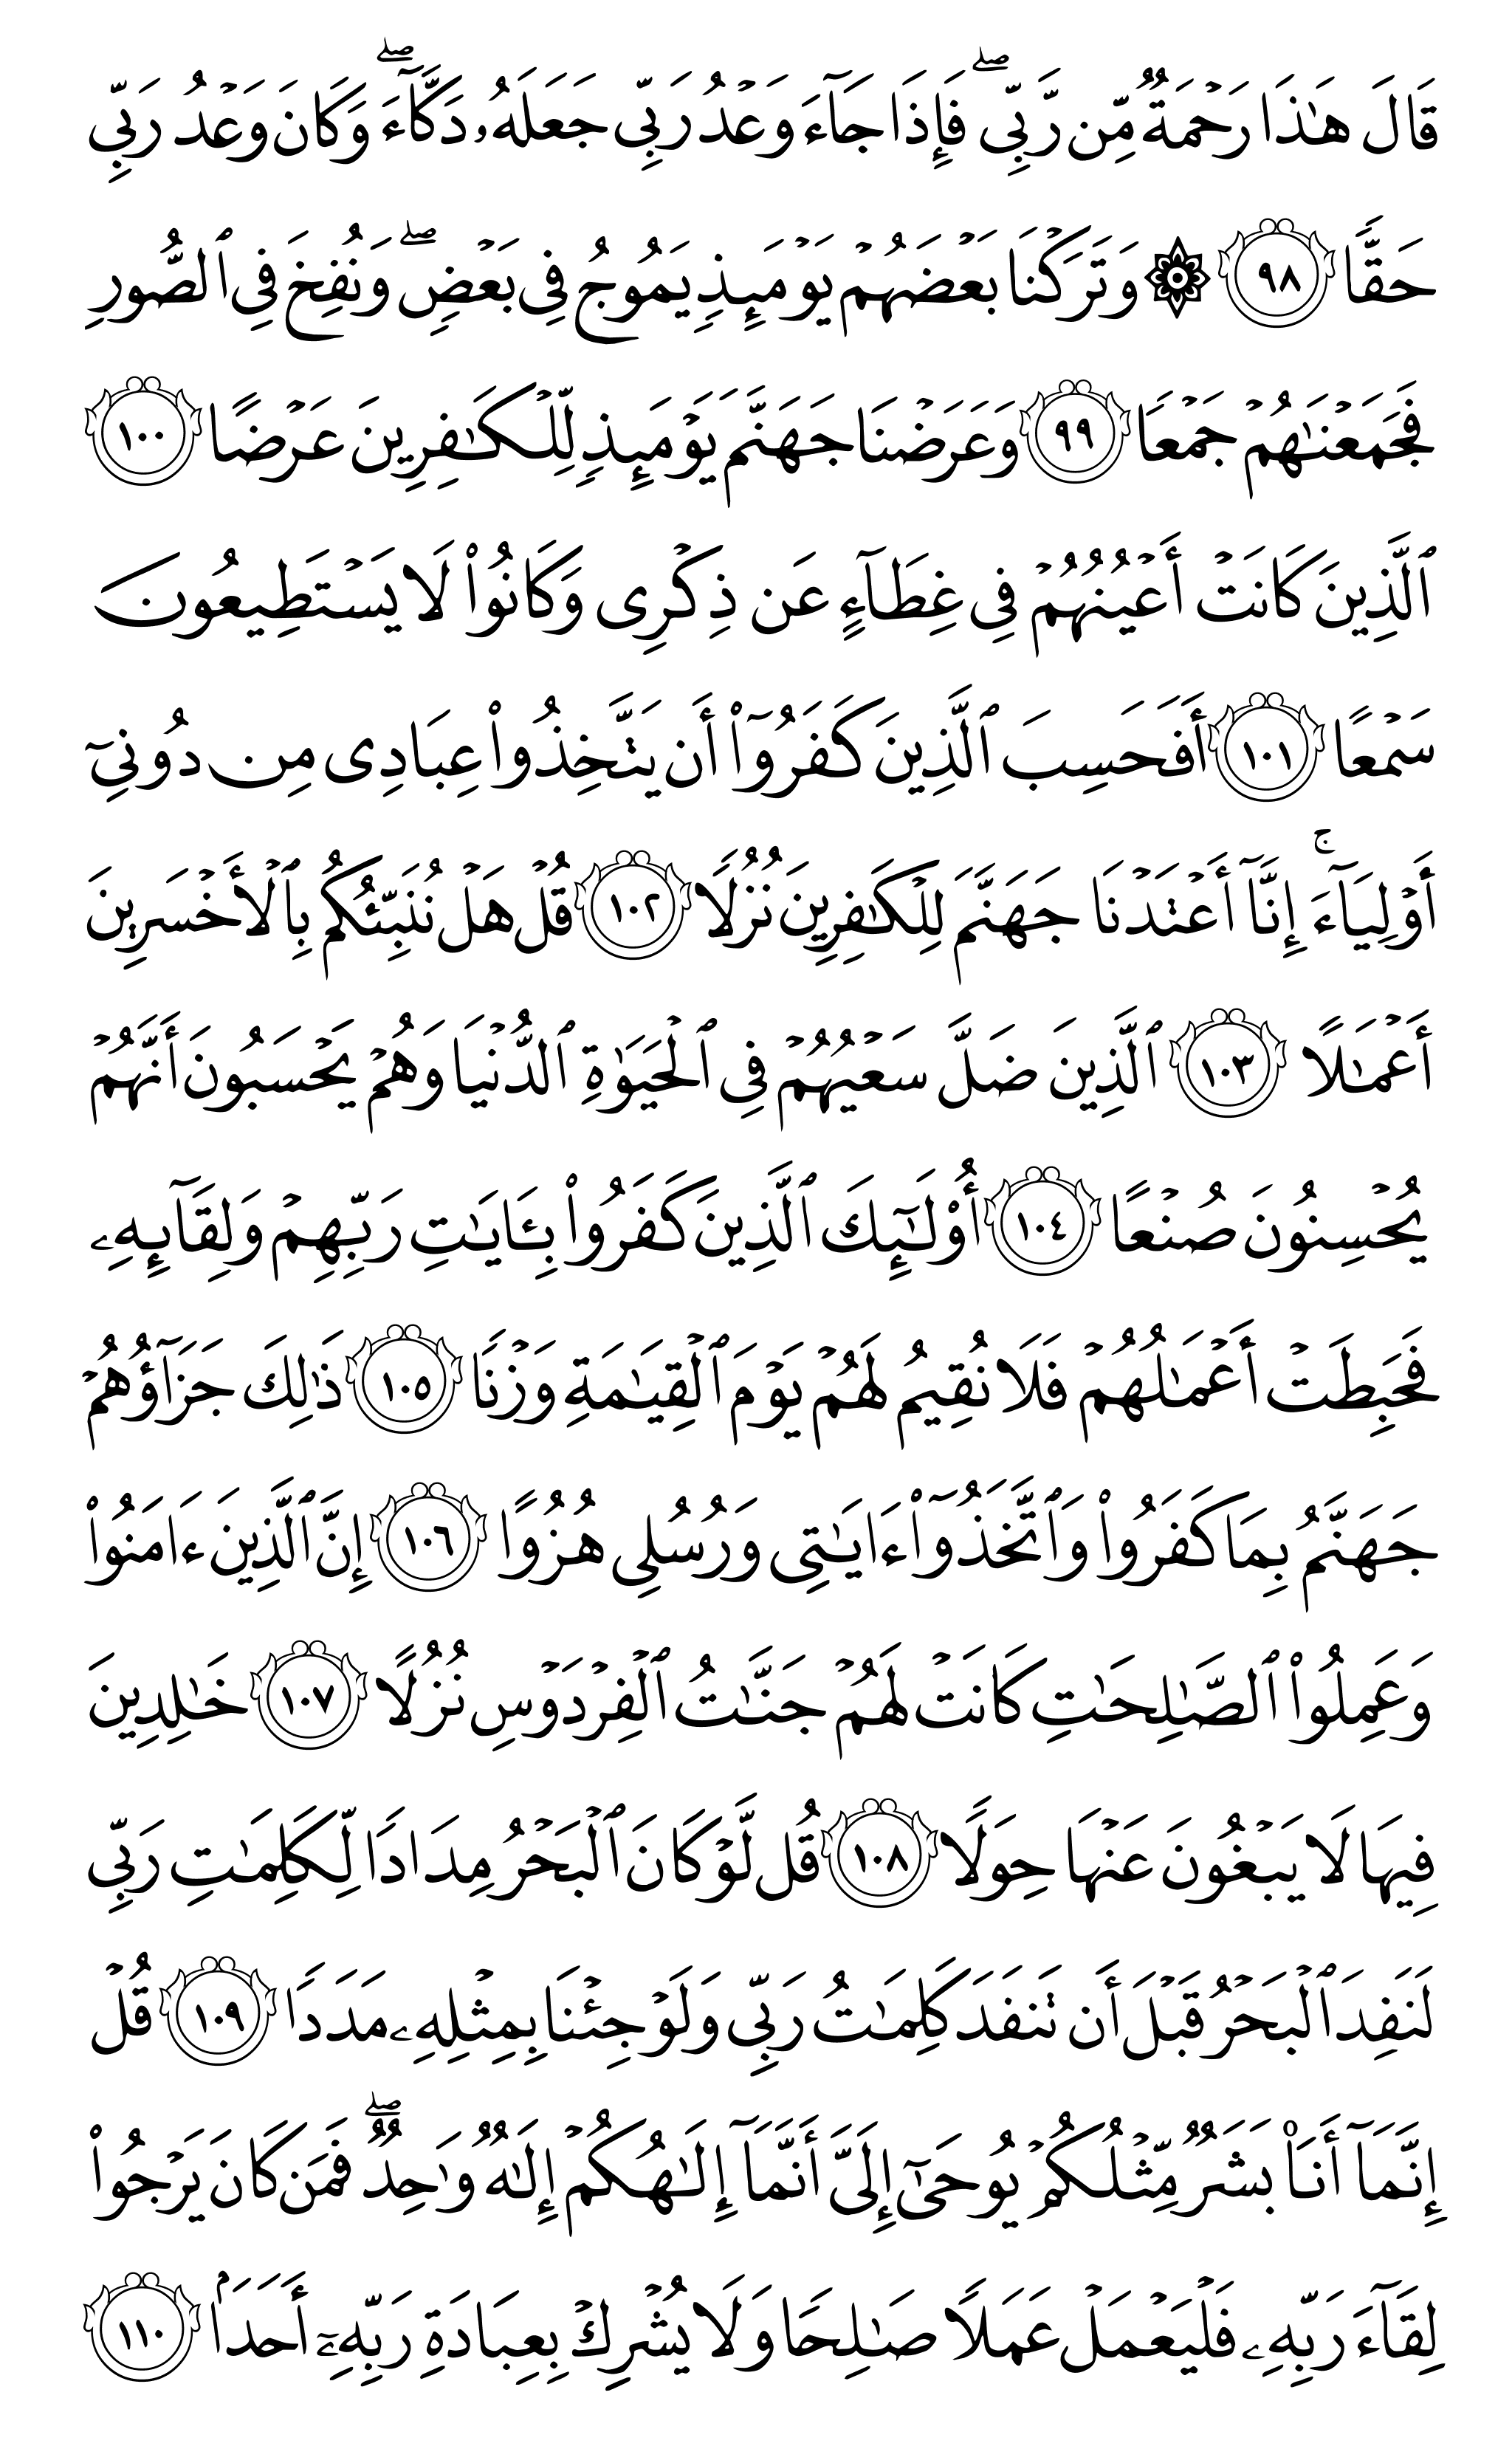 قَالَ هَٰذَا رَحۡمَةٞ مِّن رَّبِّيۖ فَإِذَا جَآءَ وَعۡدُ رَبِّي جَعَلَهُۥ دَكَّآءَۖ وَكَانَ وَعۡدُ رَبِّي
حَقّٗا ٩٨ ۞ وَتَرَكۡنَا بَعۡضَهُمۡ يَوۡمَئِذٖ يَمُوجُ فِي بَعۡضٖۖ وَنُفِخَ فِي ٱلصُّورِ
فَجَمَعۡنَٰهُمۡ جَمۡعٗا ٩٩ وَعَرَضۡنَا جَهَنَّمَ يَوۡمَئِذٖ لِّلۡكَٰفِرِينَ عَرۡضًا ١٠٠
ٱلَّذِينَ كَانَتۡ أَعۡيُنُهُمۡ فِي غِطَآءٍ عَن ذِكۡرِي وَكَانُواْ لَا يَسۡتَطِيعُونَ
سَمۡعًا ١٠١ أَفَحَسِبَ ٱلَّذِينَ كَفَرُوٓاْ أَن يَتَّخِذُواْ عِبَادِي مِن دُونِيٓ
أَوۡلِيَآءَۚ إِنَّآ أَعۡتَدۡنَا جَهَنَّمَ لِلۡكَٰفِرِينَ نُزُلٗا ١٠٢ قُلۡ هَلۡ نُنَبِّئُكُم بِٱلۡأَخۡسَرِينَ
أَعۡمَٰلًا ١٠٣ ٱلَّذِينَ ضَلَّ سَعۡيُهُمۡ فِي ٱلۡحَيَوٰةِ ٱلدُّنۡيَا وَهُمۡ يَحۡسَبُونَ أَنَّهُمۡ
يُحۡسِنُونَ صُنۡعًا ١٠٤ أُوْلَٰٓئِكَ ٱلَّذِينَ كَفَرُواْ بِـَٔايَٰتِ رَبِّهِمۡ وَلِقَآئِهِۦ
فَحَبِطَتۡ أَعۡمَٰلُهُمۡ فَلَا نُقِيمُ لَهُمۡ يَوۡمَ ٱلۡقِيَٰمَةِ وَزۡنٗا ١٠٥ ذَٰلِكَ جَزَآؤُهُمۡ
جَهَنَّمُ بِمَا كَفَرُواْ وَٱتَّخَذُوٓاْ ءَايَٰتِي وَرُسُلِي هُزُوًا ١٠٦ إِنَّ ٱلَّذِينَ ءَامَنُواْ
وَعَمِلُواْ ٱلصَّٰلِحَٰتِ كَانَتۡ لَهُمۡ جَنَّٰتُ ٱلۡفِرۡدَوۡسِ نُزُلًا ١٠٧ خَٰلِدِينَ
فِيهَا لَا يَبۡغُونَ عَنۡهَا حِوَلٗا ١٠٨ قُل لَّوۡ كَانَ ٱلۡبَحۡرُ مِدَادٗا لِّكَلِمَٰتِ رَبِّي
لَنَفِدَ ٱلۡبَحۡرُ قَبۡلَ أَن تَنفَدَ كَلِمَٰتُ رَبِّي وَلَوۡ جِئۡنَا بِمِثۡلِهِۦ مَدَدٗا ١٠٩ قُلۡ
إِنَّمَآ أَنَا۠ بَشَرٞ مِّثۡلُكُمۡ يُوحَىٰٓ إِلَيَّ أَنَّمَآ إِلَٰهُكُمۡ إِلَٰهٞ وَٰحِدٞۖ فَمَن كَانَ يَرۡجُواْ
لِقَآءَ رَبِّهِۦ فَلۡيَعۡمَلۡ عَمَلٗا صَٰلِحٗا وَلَا يُشۡرِكۡ بِعِبَادَةِ رَبِّهِۦٓ أَحَدَۢا ١١٠